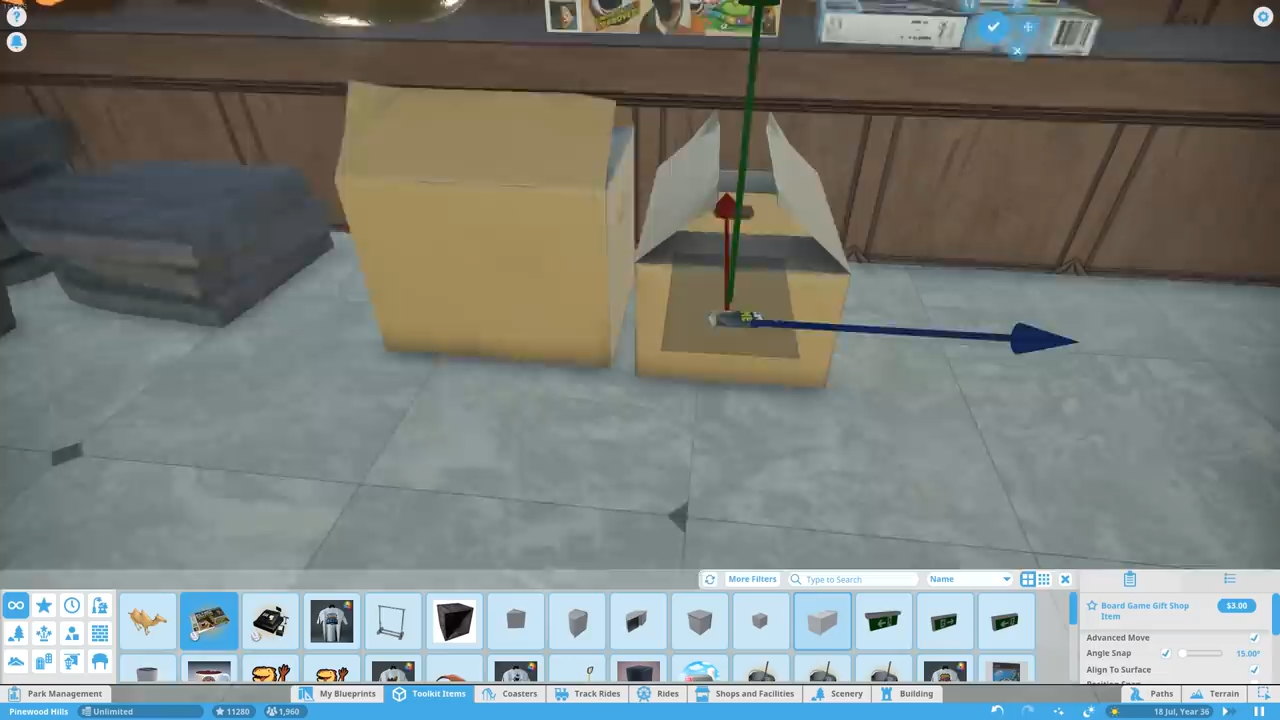 More Filters
Type to Search
Name
Board Game Gift Shop Item
$3.00
Advanced Move
Angle Snap
15.00°
Align To Surface
Park Management
My Blueprints
Toolkit Items
Coasters
Track Rides
Rides
Shops and Facilities
Scenery
Building
Paths
Terrain
Pinewood Hills
Unlimited
11280
1,960
18 Jul, Year 36